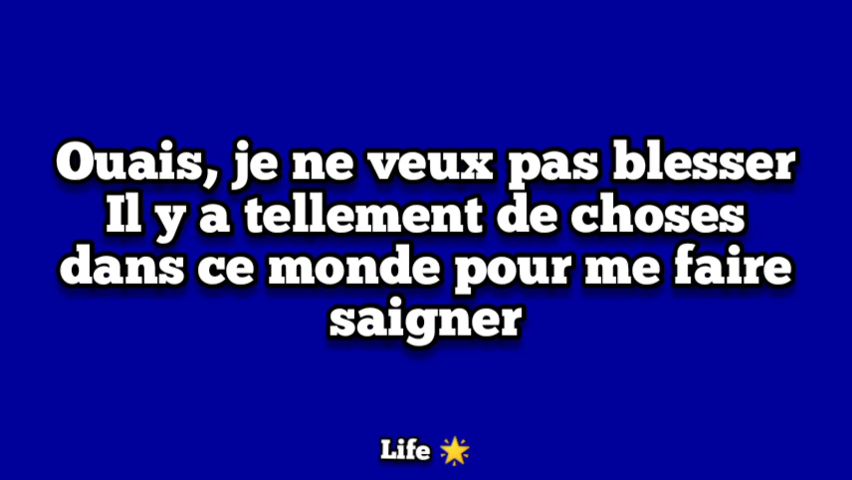 Ouais, je ne veux pas blesser
Il y a tellement de choses
dans ce monde pour me faire
saigner
Life 🌟